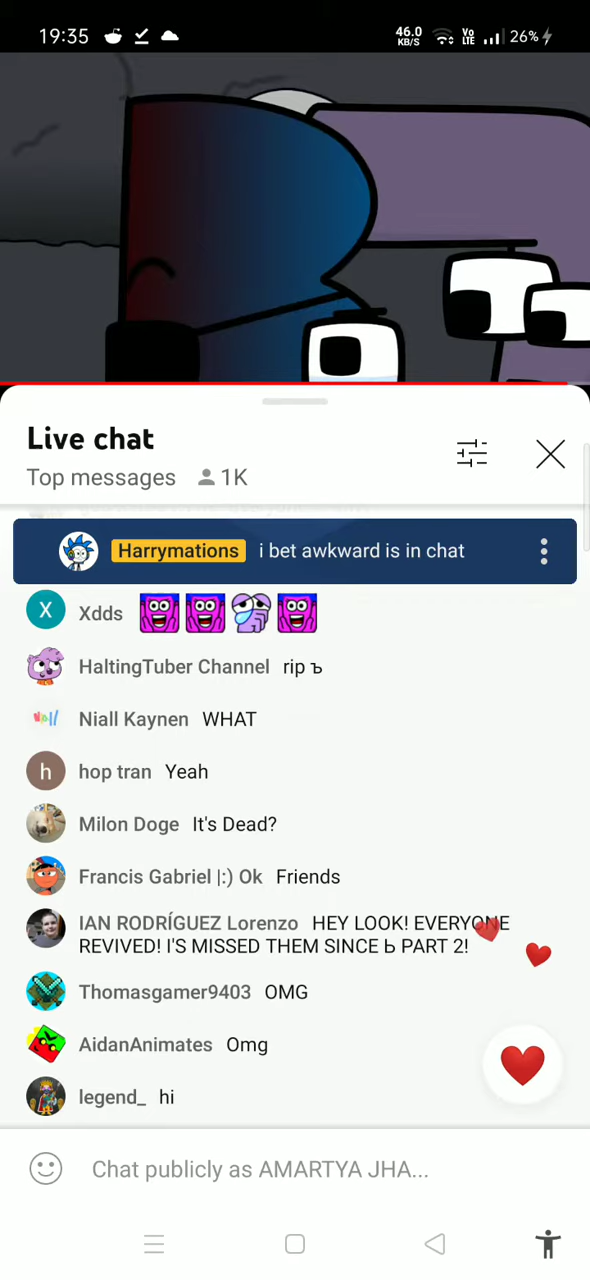 19:35
46.0
KB/S
Vo
LTE
26%
Live chat
Top messages 1K
Harrymations i bet awkward is in chat
X Xdds
HaltingTuber Channel rip ъ
Niall Kaynen WHAT
h hop tran Yeah
Milon Doge It's Dead?
Francis Gabriel |:) Ok Friends
IAN RODRÍGUEZ Lorenzo HEY LOOK! EVERYONE
REVIVED! I'S MISSED THEM SINCE Ь PART 2!
Thomasgamer9403 OMG
AidanAnimates Omg
legend_ hi
Chat publicly as AMARTYA JHA...